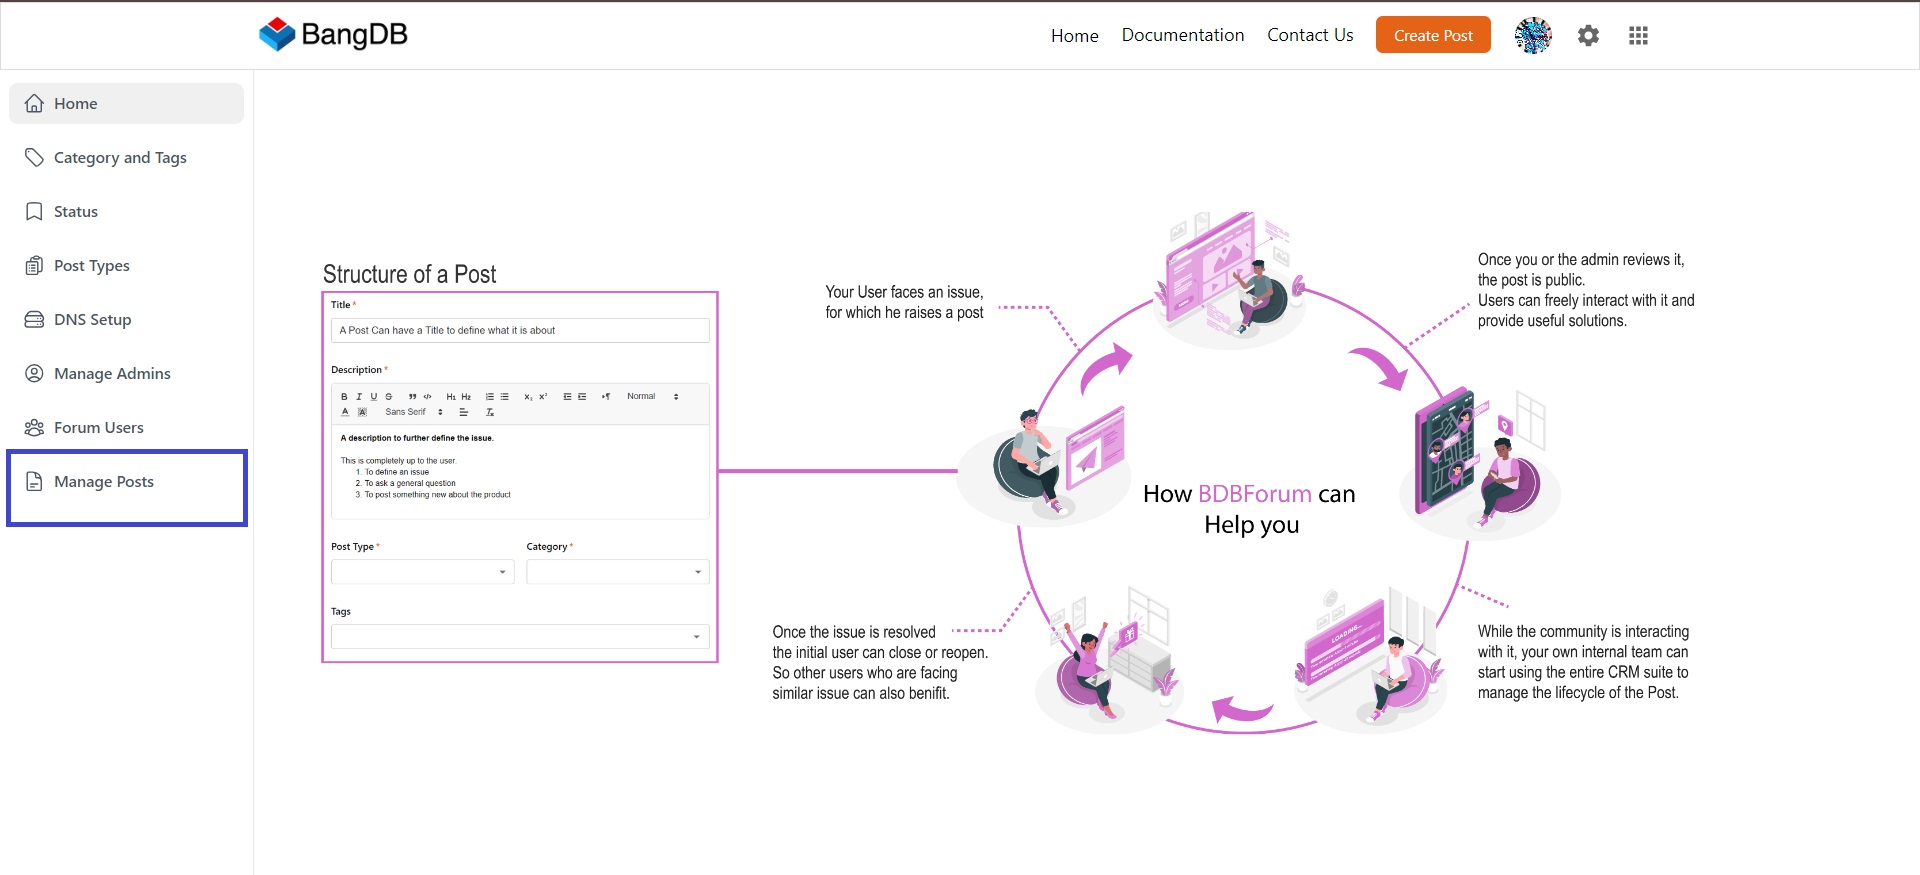 BangDB
Home
Documentation
Contact Us
Create Post
Home
Category and Tags
Status
Post Types
DNS Setup
Manage Admins
Forum Users
Manage Posts
Structure of a Post
Title *
A Post Can have a Title to define what it is about
Description *
B I U S H1 H2 X2 X2 Normal
A A Sans Serif
A description to further define the issue.
This is completely up to the user.
1. To define an issue
2. To ask a general question
3. To post something new about the product
Post Type *
Category *
Tags
Your User faces an issue,
for which he raises a post
Once you or the admin reviews it,
the post is public.
Users can freely interact with it and
provide useful solutions.
How BDBForum can
Help you
Once the issue is resolved
the initial user can close or reopen.
So other users who are facing
similar issue can also benifit.
LOADING...
While the community is interacting
with it, your own internal team can
start using the entire CRM suite to
manage the lifecycle of the Post.